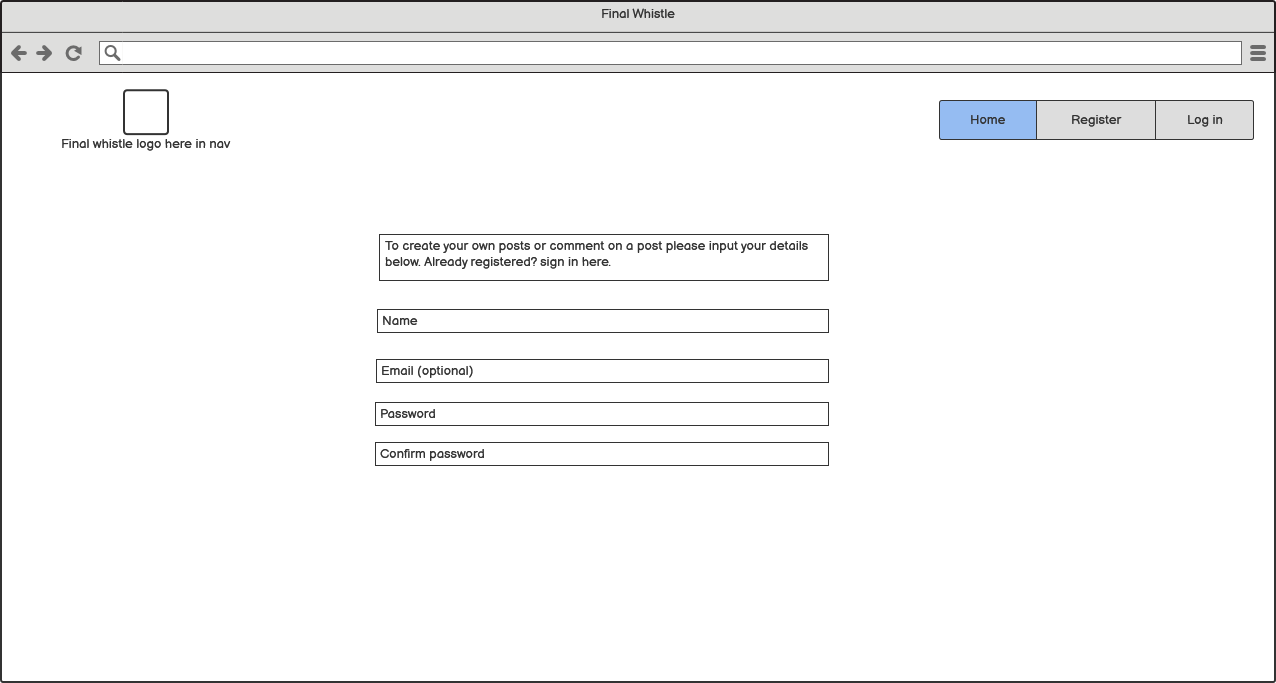 Final Whistle
Final whistle logo here in nav
Home
Register
Log in
To create your own posts or comment on a post please input your details
below. Already registered? sign in here.
Name
Email (optional)
Password
Confirm password